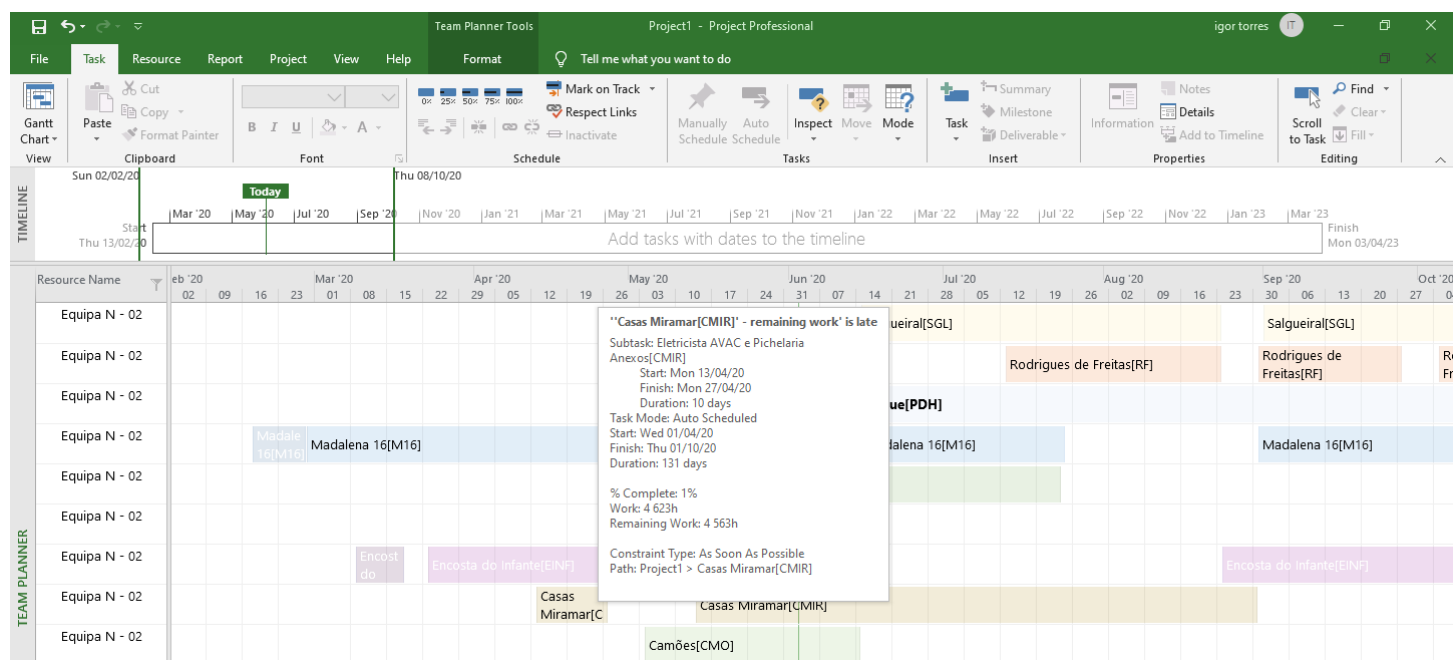 Team Planner Tools
Project1 - Project Professional
igor torres
IT
File Task Resource Report Project View Help Format Tell me what you want to do
Gantt Chart
View
Paste
Cut
Copy
Format Painter
Clipboard
B I U A
Font
0% 25% 50% 75% 100%
Mark on Track
Respect Links
Inactivate
Schedule
Manually Schedule
Auto Schedule
Inspect
Move
Mode
Tasks
Task
Summary
Milestone
Deliverable
Insert
Information
Notes
Details
Add to Timeline
Properties
Scroll to Task
Find
Clear
Fill
Editing
TIMELINE
Sun 02/02/20
Thu 08/10/20
Today
Mar '20 May '20 Jul '20 Sep '20 Nov '20 Jan '21 Mar '21 May '21 Jul '21 Sep '21 Nov '21 Jan '22 Mar '22 May '22 Jul '22 Sep '22 Nov '22 Jan '23 Mar '23
Start
Thu 13/02/20
Add tasks with dates to the timeline
Finish
Mon 03/04/23
TEAM PLANNER
Resource Name
eb '20 Mar '20 Apr '20 May '20 Jun '20 Jul '20 Aug '20 Sep '20 Oct '20
02 09 16 23 01 08 15 22 29 05 12 19 26 03 10 17 24 31 07 14 21 28 05 12 19 26 02 09 16 23 30 06 13 20 27 0
Equipa N - 02
ueiral[SGL]
Salgueiral[SGL]
Equipa N - 02
Rodrigues de Freitas[RF]
Rodrigues de
Freitas[RF]
R
Fr
Equipa N - 02
ue[PDH]
Equipa N - 02
Madale
16[M16]
Madalena 16[M16]
dalena 16[M16]
Madalena 16[M16]
Equipa N - 02
Equipa N - 02
Equipa N - 02
Encost
do
Encosta do Infante[EINF]
Encosta do Infante[EINF]
Equipa N - 02
Casas
Miramar[C
Casas Miramar[CMIR]
Equipa N - 02
Camões[CMO]
''Casas Miramar[CMIR]' - remaining work' is late
Subtask: Eletricista AVAC e Pichelaria
Anexos[CMIR]
Start: Mon 13/04/20
Finish: Mon 27/04/20
Duration: 10 days
Task Mode: Auto Scheduled
Start: Wed 01/04/20
Finish: Thu 01/10/20
Duration: 131 days
% Complete: 1%
Work: 4 623h
Remaining Work: 4 563h
Constraint Type: As Soon As Possible
Path: Project1 > Casas Miramar[CMIR]